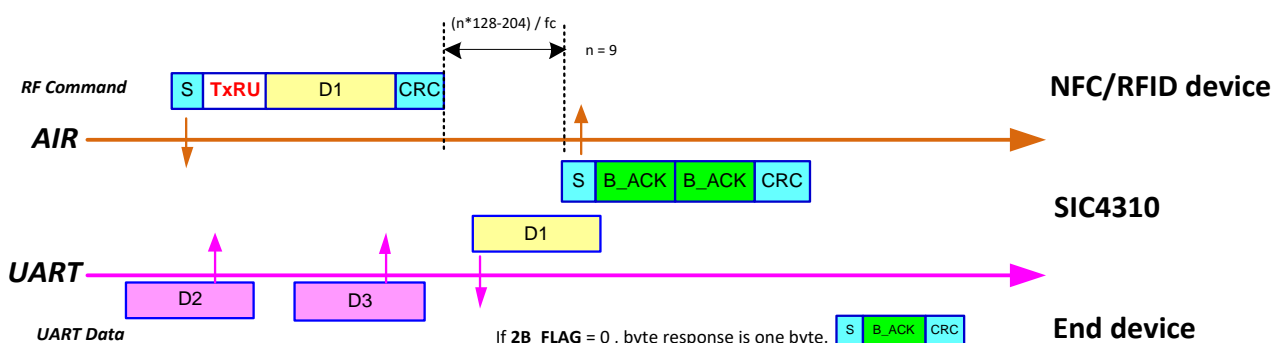 (n*128-204) / fc
n = 9
RF Command
S TxRU D1 CRC
NFC/RFID device
AIR
S B_ACK B_ACK CRC
SIC4310
D1
UART
D2 D3
UART Data
If 2B_FLAG = 0 , byte response is one byte. S B_ACK CRC
End device